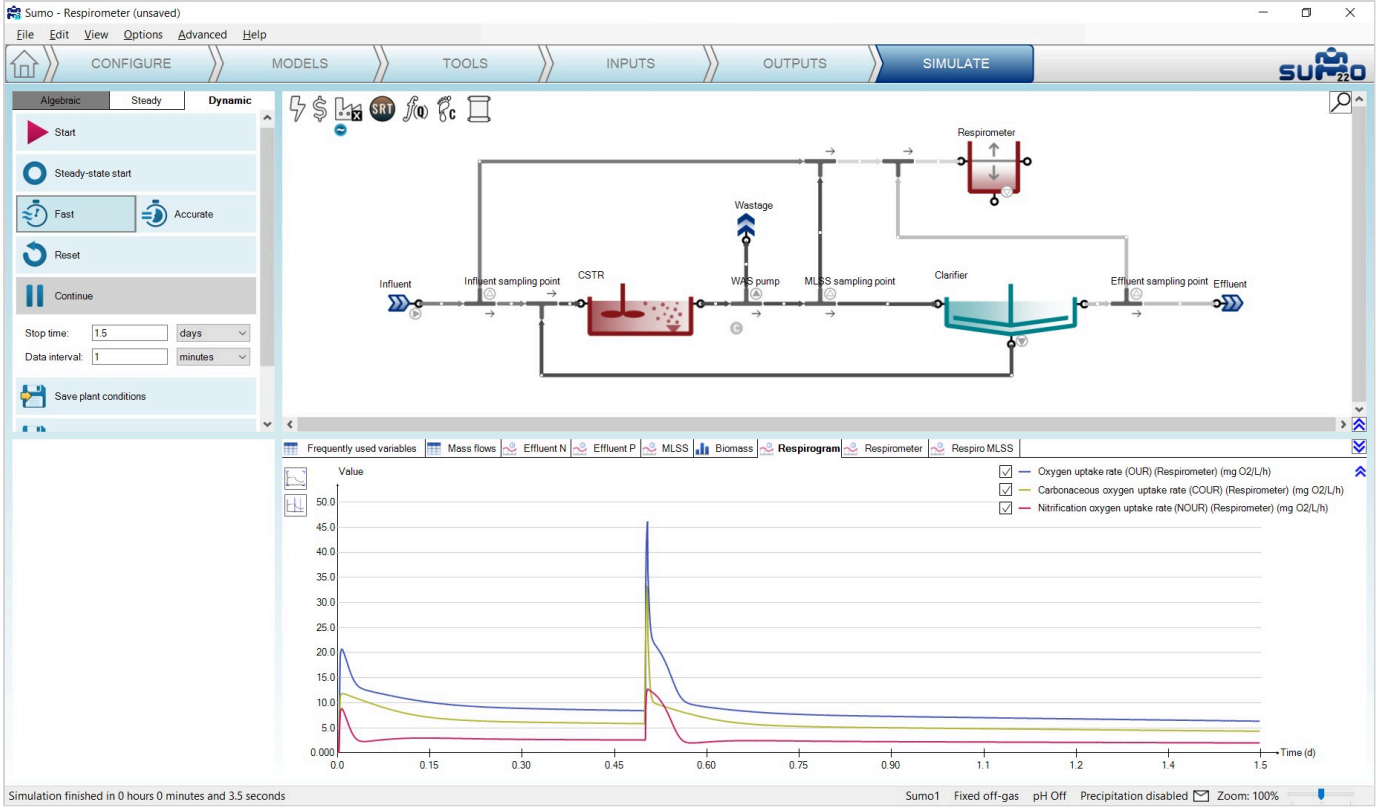 Sumo - Respirometer (unsaved)
File Edit View Options Advanced Help
CONFIGURE MODELS TOOLS INPUTS OUTPUTS SIMULATE
SUMO 22
Algebraic Steady Dynamic
Start
Steady-state start
Fast Accurate
Reset
Continue
Stop time: 1.5 days
Data interval: 1 minutes
Save plant conditions
$ x SRT f(Q) c
Respirometer
Wastage
Influent
Influent sampling point
CSTR
WAS pump
MLSS sampling point
Clarifier
Effluent sampling point
Effluent
C
Frequently used variables Mass flows Effluent N Effluent P MLSS Biomass Respirogram Respirometer Respiro MLSS
Value
Oxygen uptake rate (OUR) (Respirometer) (mg O2/L/h)
Carbonaceous oxygen uptake rate (COUR) (Respirometer) (mg O2/L/h)
Nitrification oxygen uptake rate (NOUR) (Respirometer) (mg O2/L/h)
50.0
45.0
40.0
35.0
30.0
25.0
20.0
15.0
10.0
5.0
0.000
0.0 0.15 0.30 0.45 0.60 0.75 0.90 1.1 1.2 1.4 1.5
Time (d)
Simulation finished in 0 hours 0 minutes and 3.5 seconds
Sumo1 Fixed off-gas pH Off Precipitation disabled Zoom: 100%